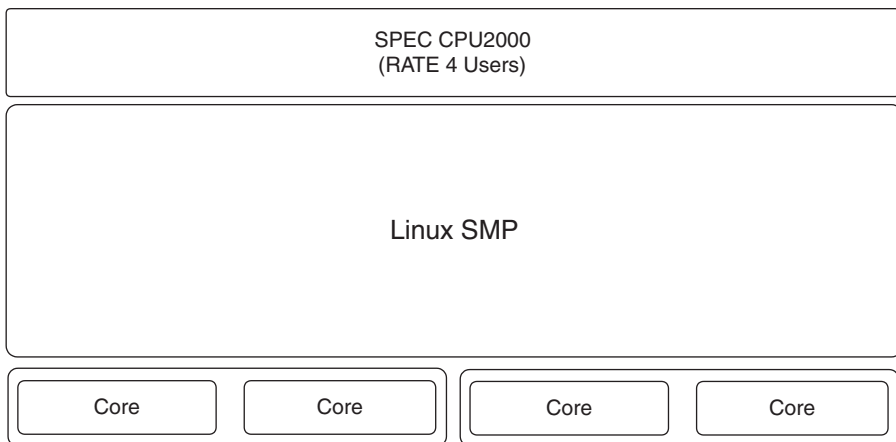 SPEC CPU2000
(RATE 4 Users)
Linux SMP
Core
Core
Core
Core